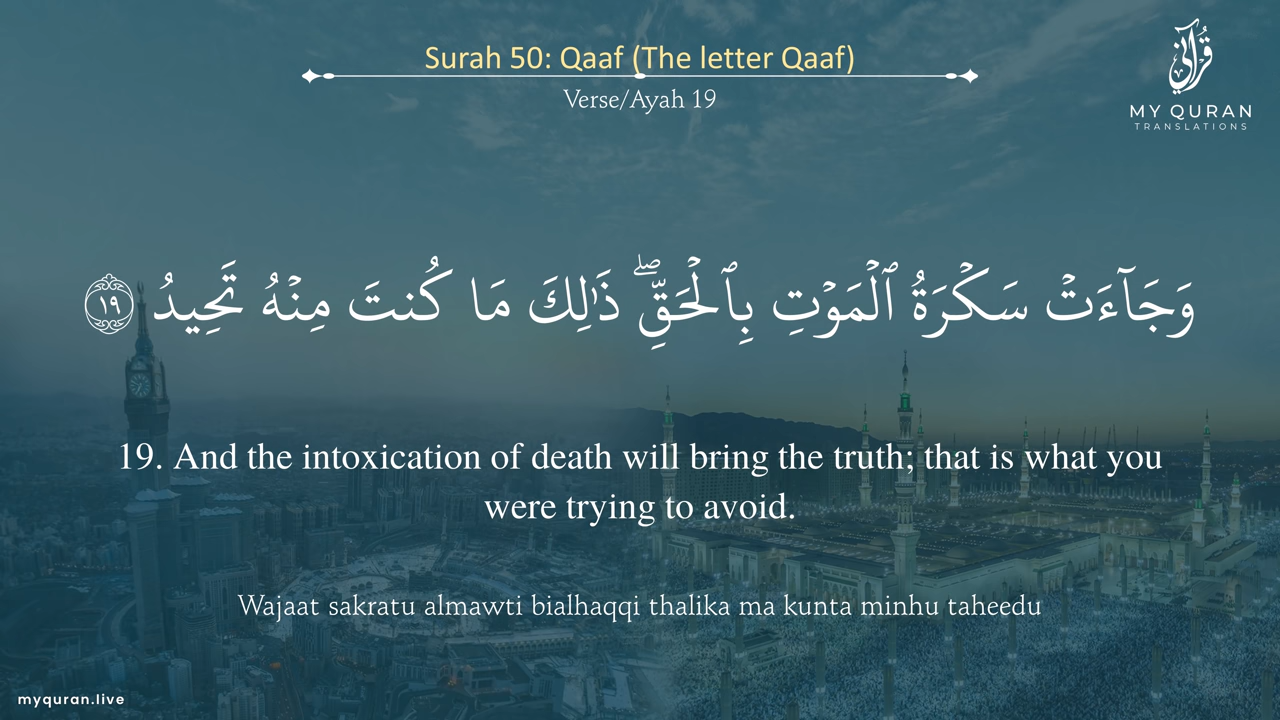 Surah 50: Qaaf (The letter Qaaf)
Verse/Ayah 19
قرآني
MY QURAN
TRANSLATIONS
وَجَآءَتْ سَكْرَةُ ٱلْمَوْتِ بِٱلْحَقِّ ۖ ذَٰلِكَ مَا كُنتَ مِنْهُ تَحِيدُ ١٩
19. And the intoxication of death will bring the truth; that is what you
were trying to avoid.
Wajaat sakratu almawti bialhaqqi thalika ma kunta minhu taheedu
myquran.live